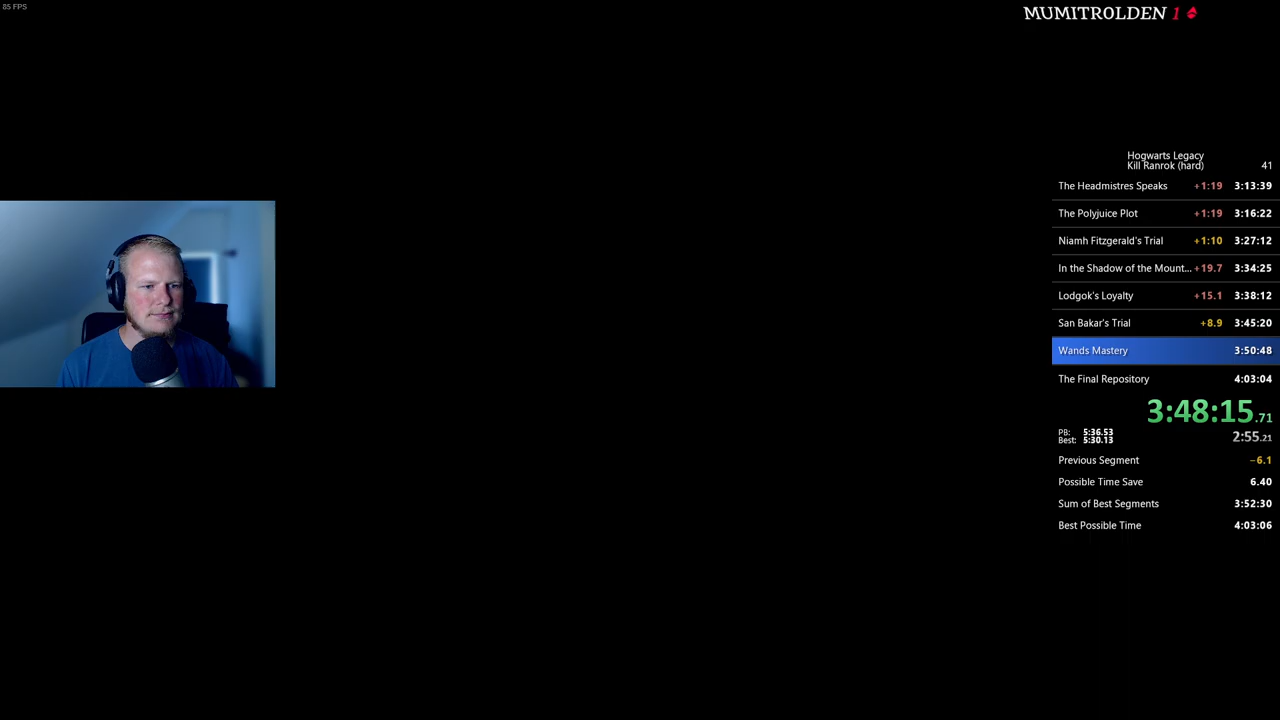 85 FPS
MUMITROLDEN 1
Hogwarts Legacy
Kill Ranrok (hard) 41
The Headmistres Speaks +1:19 3:13:39
The Polyjuice Plot +1:19 3:16:22
Niamh Fitzgerald's Trial +1:10 3:27:12
In the Shadow of the Mount... +19.7 3:34:25
Lodgok's Loyalty +15.1 3:38:12
San Bakar's Trial +8.9 3:45:20
Wands Mastery 3:50:48
The Final Repository 4:03:04
3:48:15.71
PB: 5:36.53
Best: 5:30.13 2:55.21
Previous Segment −6.1
Possible Time Save 6.40
Sum of Best Segments 3:52:30
Best Possible Time 4:03:06